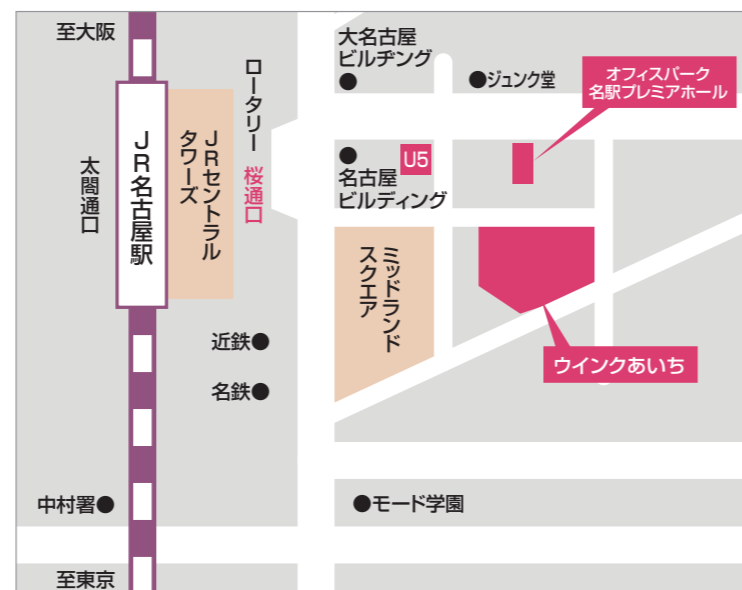 至大阪
大名古屋
ビルヂング
●ジュンク堂
オフィスパーク
名駅プレミアホール
ロータリー
桜通口
JRセントラル
タワーズ
JR名古屋駅
太閤通口
U5
名古屋
ビルディング
ミッドランド
スクエア
近鉄●
名鉄●
ウインクあいち
中村署●
●モード学園
至東京